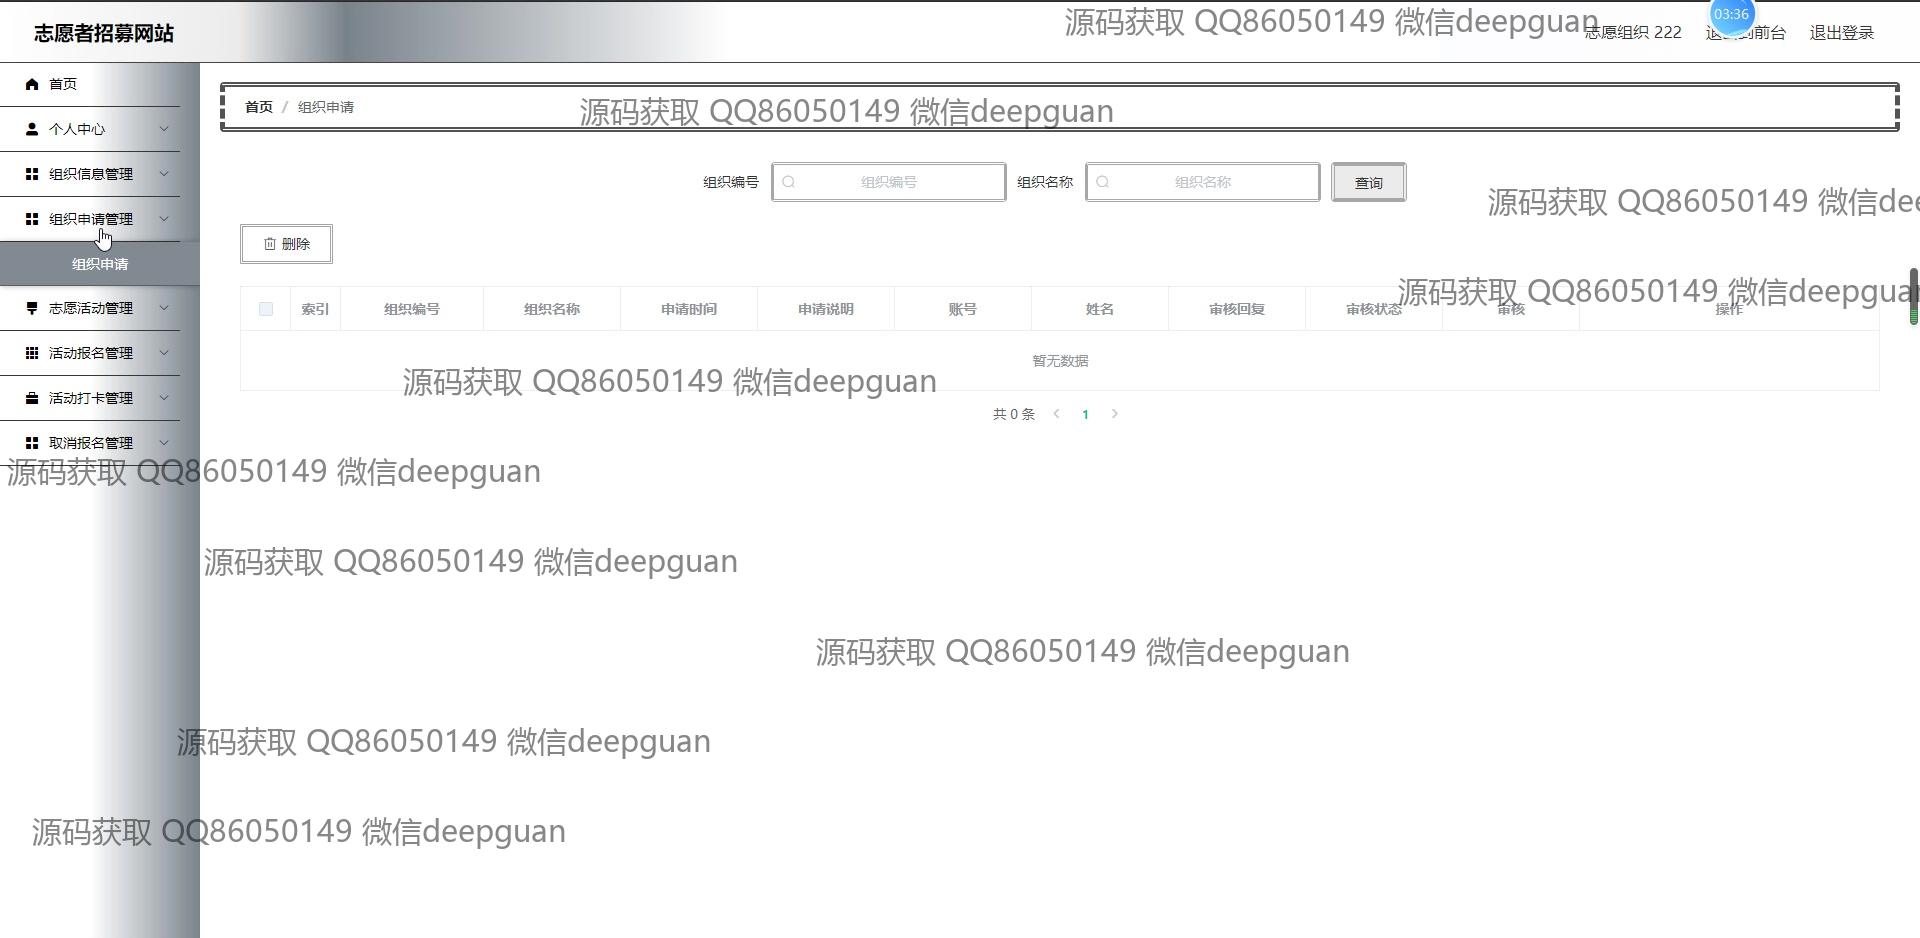 志愿者招募网站
源码获取 QQ86050149 微信deepguan
03:36
志愿组织 222
退出到前台
退出登录
首页
个人中心
组织信息管理
组织申请管理
组织申请
志愿活动管理
活动报名管理
活动打卡管理
取消报名管理
首页 / 组织申请
源码获取 QQ86050149 微信deepguan
组织编号 组织编号 组织名称 组织名称 查询
源码获取 QQ86050149 微信dee
删除
源码获取 QQ86050149 微信deepguan
索引 组织编号 组织名称 申请时间 申请说明 账号 姓名 审核回复 审核状态 审核 操作
暂无数据
源码获取 QQ86050149 微信deepguan
共 0 条 1
源码获取 QQ86050149 微信deepguan
源码获取 QQ86050149 微信deepguan
源码获取 QQ86050149 微信deepguan
源码获取 QQ86050149 微信deepguan
源码获取 QQ86050149 微信deepguan